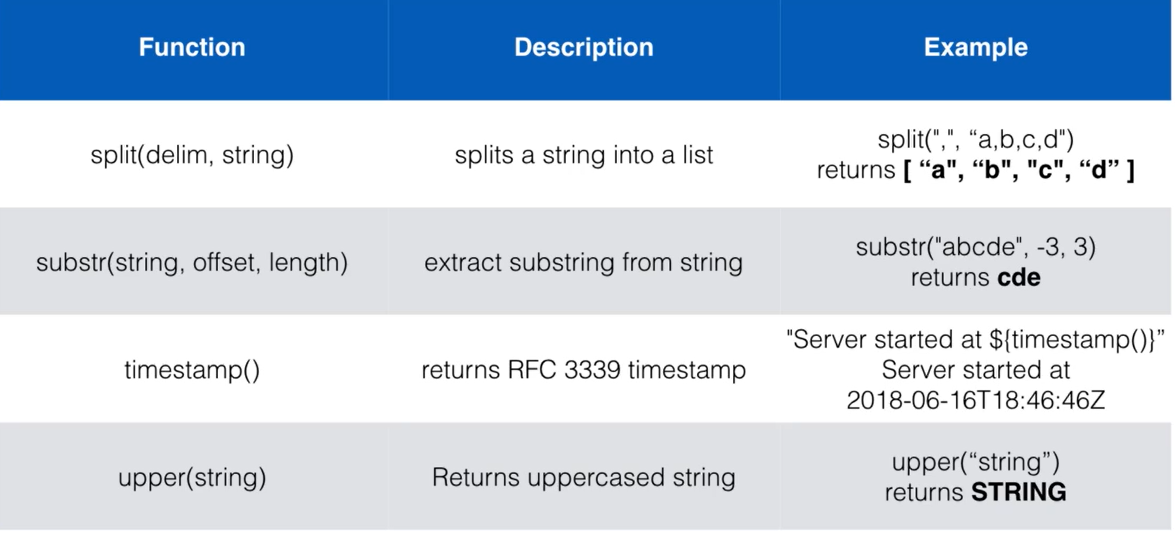 Function Description Example
split(delim, string) splits a string into a list split(",", “a,b,c,d")
returns [ “a", “b", "c", “d” ]
substr(string, offset, length) extract substring from string substr("abcde", -3, 3)
returns cde
timestamp() returns RFC 3339 timestamp "Server started at ${timestamp()}”
Server started at
2018-06-16T18:46:46Z
upper(string) Returns uppercased string upper(“string”)
returns STRING